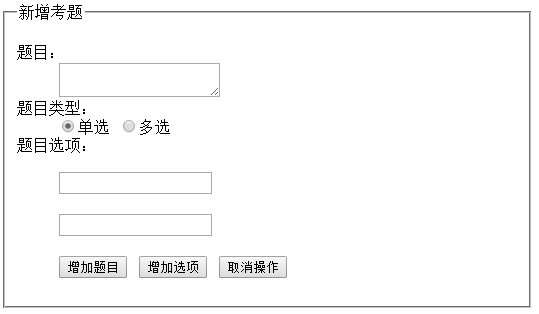 新增考题
题目：
题目类型：
单选 多选
题目选项：
增加题目 增加选项 取消操作